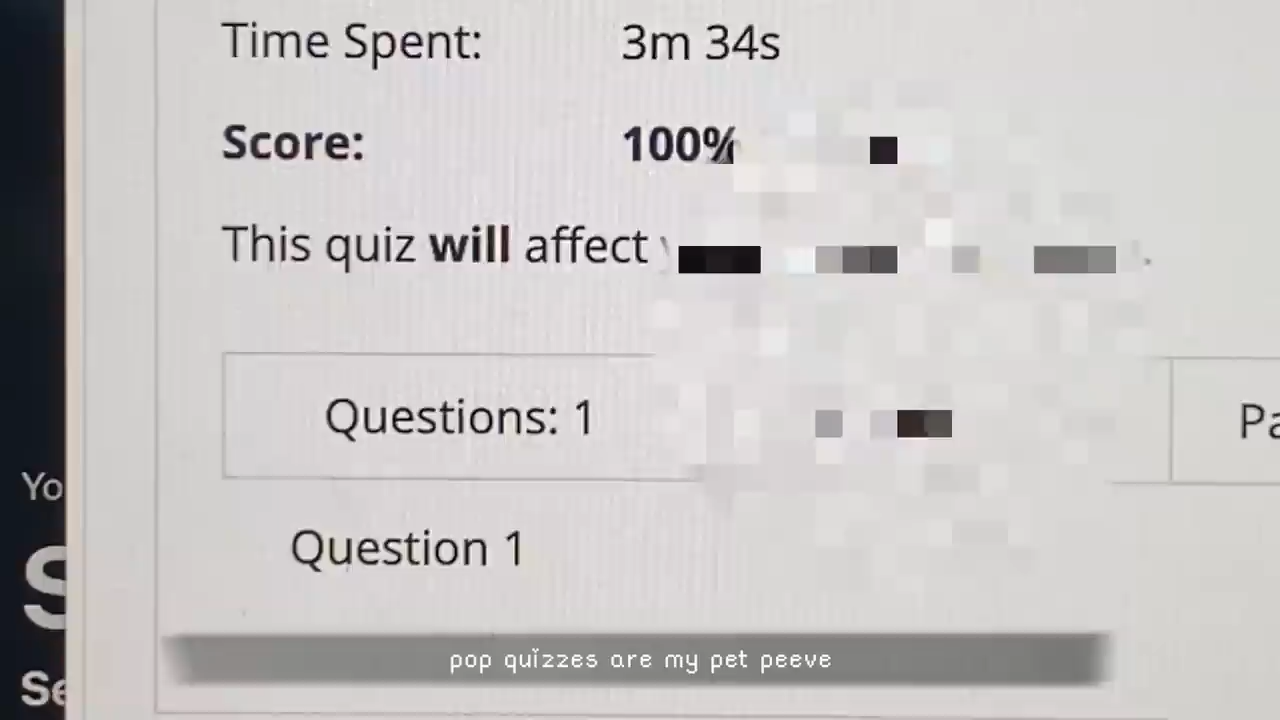 Time Spent: 3m 34s
Score: 100%
This quiz will affect
Questions: 1
Question 1
pop quizzes are my pet peeve